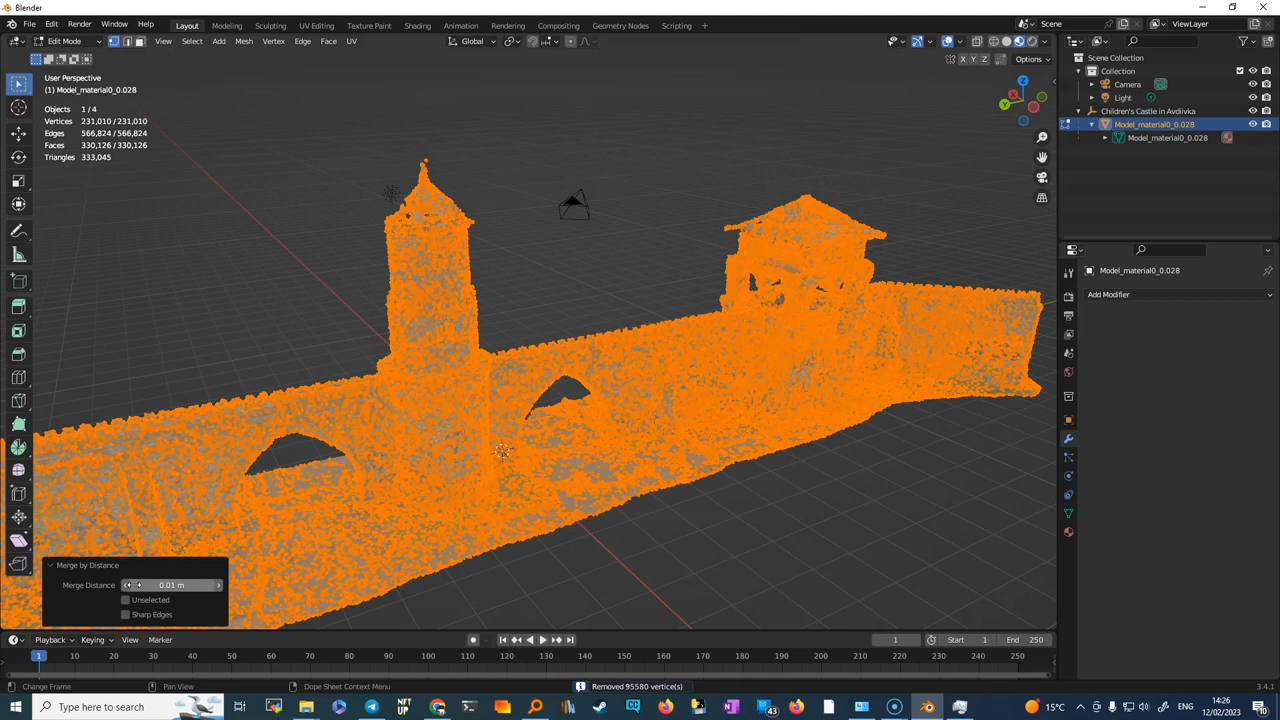 Blender
File Edit Render Window Help Layout Modeling Sculpting UV Editing Texture Paint Shading Animation Rendering Compositing Geometry Nodes Scripting + Scene ViewLayer
Edit Mode View Select Add Mesh Vertex Edge Face UV Global
X Y Z Options
User Perspective
(1) Model_material0_0.028
Objects 1 / 4
Vertices 231,010 / 231,010
Edges 566,824 / 566,824
Faces 330,126 / 330,126
Triangles 333,045
Z
X
Y
Scene Collection
Collection
Camera
Light
Children's Castle in Avdiivka
Model_material0_0.028
Model_material0_0.028
Model_material0_0.028
Add Modifier
Merge by Distance
Merge Distance 0.01 m
Unselected
Sharp Edges
Playback Keying View Marker 1 Start 1 End 250
1 10 20 30 40 50 60 70 80 90 100 110 120 130 140 150 160 170 180 190 200 210 220 230 240 250
Change Frame Pan View Dope Sheet Context Menu Removed 95580 vertice(s) 3.4.1
Type here to search NFT UP 43 15°C ENG 14:26
12/02/2023